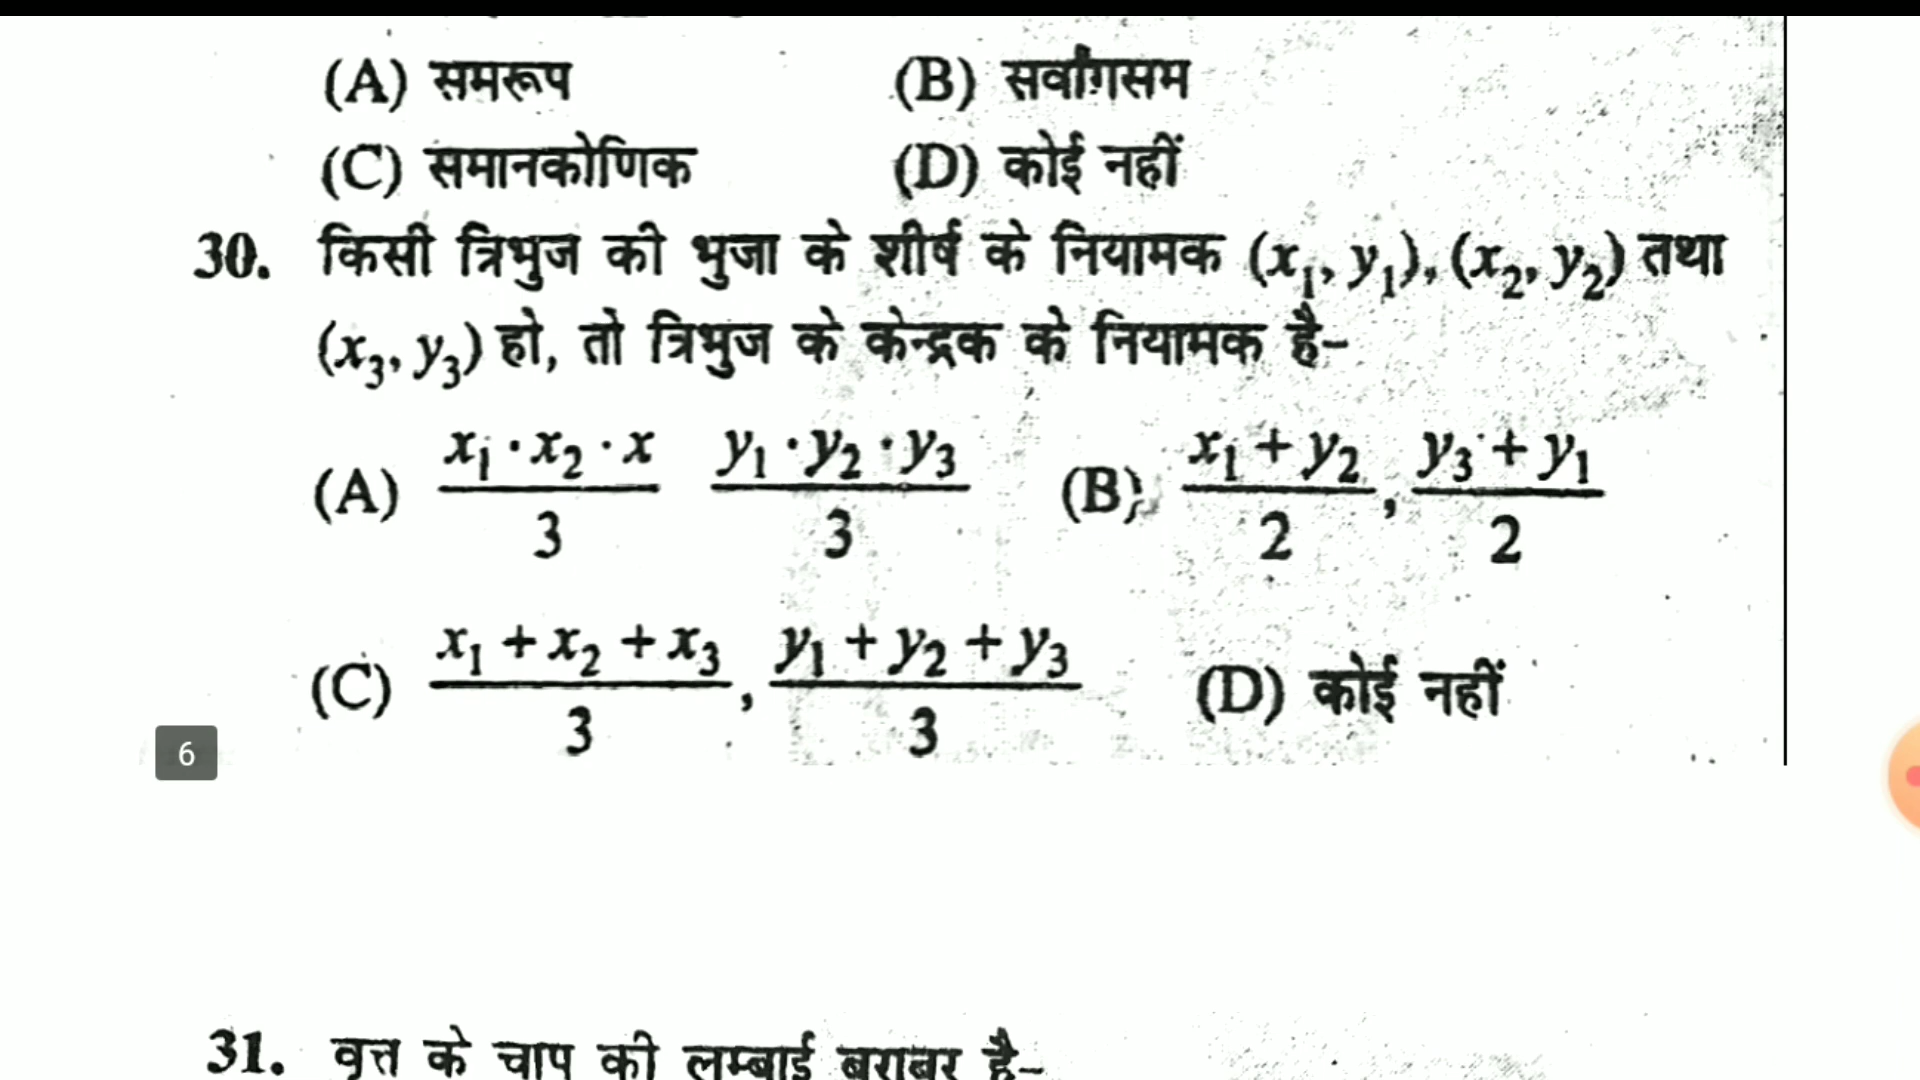 (A) समरूप (B) सर्वांगसम
(C) समानकोणिक (D) कोई नहीं
30. किसी त्रिभुज की भुजा के शीर्ष के नियामक (x₁, y₁), (x₂, y₂) तथा
(x₃, y₃) हो, तो त्रिभुज के केन्द्रक के नियामक है–
(A) x₁ · x₂ · x / 3 y₁ · y₂ · y₃ / 3 (B) x₁ + y₂ / 2 , y₃ + y₁ / 2
(C) x₁ + x₂ + x₃ / 3 , y₁ + y₂ + y₃ / 3 (D) कोई नहीं
6
31. वृत्त के चाप की लम्बाई बराबर है–